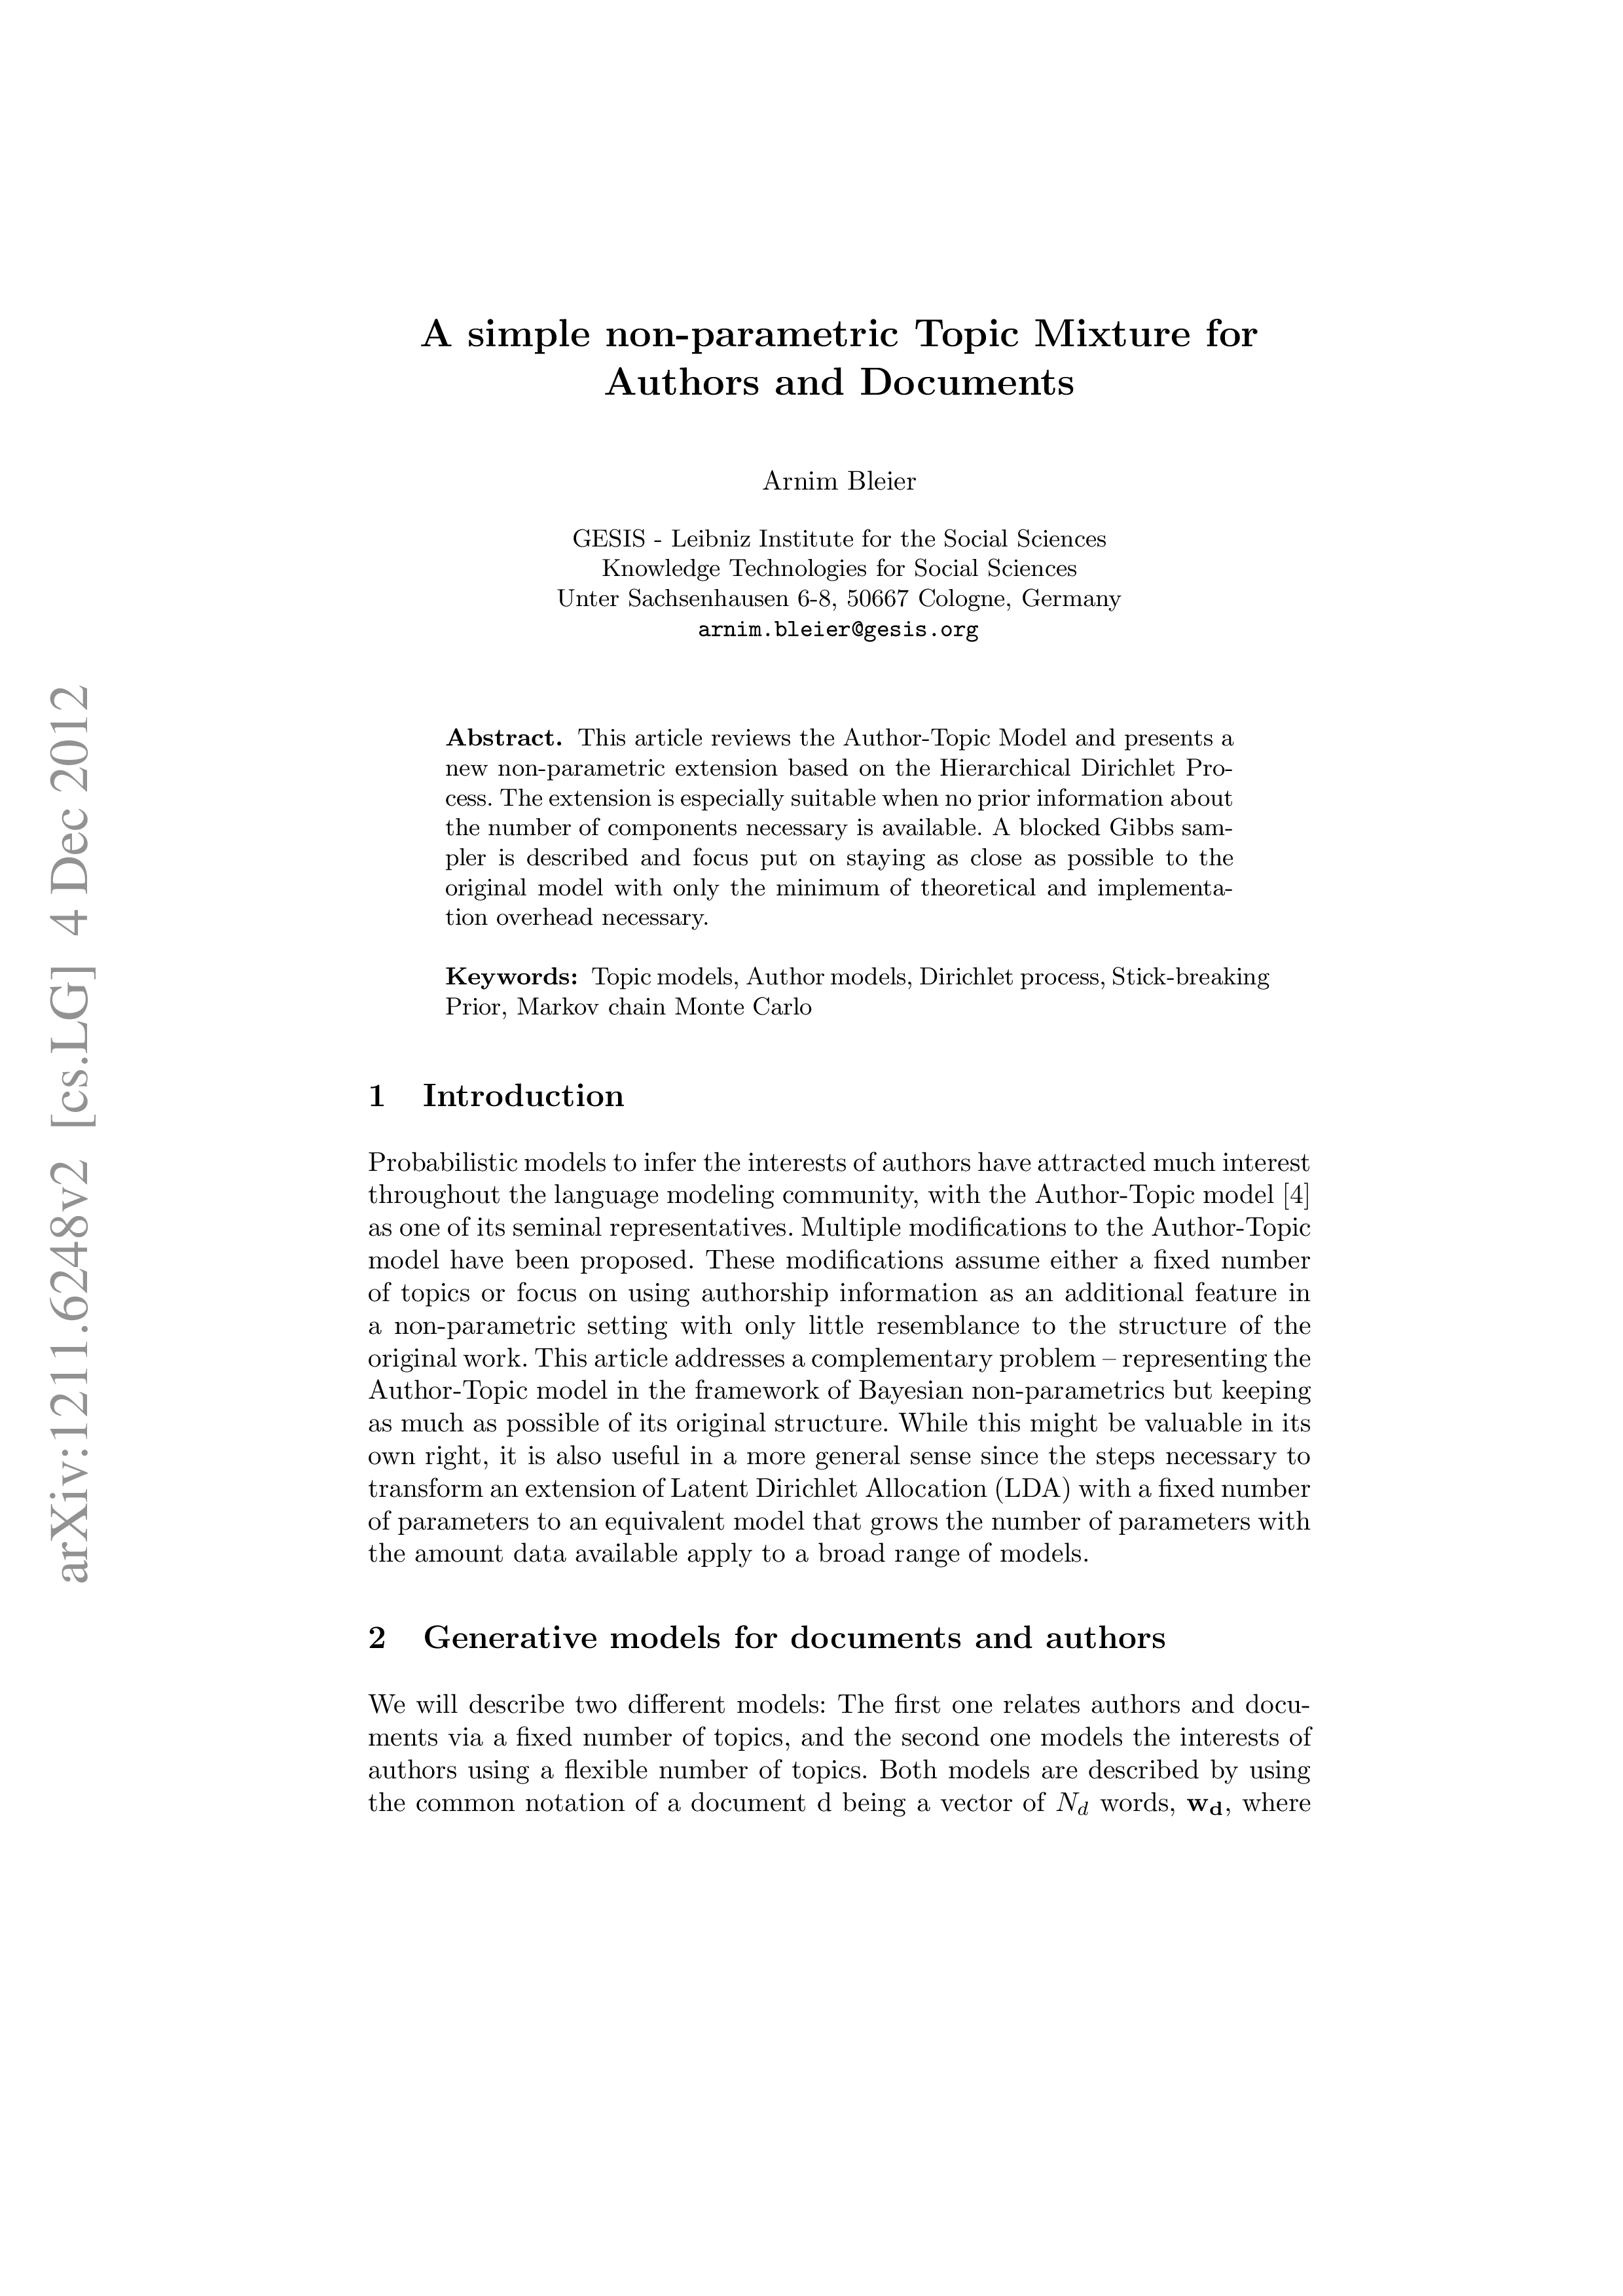 A simple non-parametric Topic Mixture for
Authors and Documents
Arnim Bleier
GESIS - Leibniz Institute for the Social Sciences
Knowledge Technologies for Social Sciences
Unter Sachsenhausen 6-8, 50667 Cologne, Germany
arnim.bleier@gesis.org
Abstract. This article reviews the Author-Topic Model and presents a
new non-parametric extension based on the Hierarchical Dirichlet Pro-
cess. The extension is especially suitable when no prior information about
the number of components necessary is available. A blocked Gibbs sam-
pler is described and focus put on staying as close as possible to the
original model with only the minimum of theoretical and implementa-
tion overhead necessary.
Keywords: Topic models, Author models, Dirichlet process, Stick-breaking
Prior, Markov chain Monte Carlo
1 Introduction
Probabilistic models to infer the interests of authors have attracted much interest
throughout the language modeling community, with the Author-Topic model [4]
as one of its seminal representatives. Multiple modifications to the Author-Topic
model have been proposed. These modifications assume either a fixed number
of topics or focus on using authorship information as an additional feature in
a non-parametric setting with only little resemblance to the structure of the
original work. This article addresses a complementary problem – representing the
Author-Topic model in the framework of Bayesian non-parametrics but keeping
as much as possible of its original structure. While this might be valuable in its
own right, it is also useful in a more general sense since the steps necessary to
transform an extension of Latent Dirichlet Allocation (LDA) with a fixed number
of parameters to an equivalent model that grows the number of parameters with
the amount data available apply to a broad range of models.
2 Generative models for documents and authors
We will describe two different models: The first one relates authors and docu-
ments via a fixed number of topics, and the second one models the interests of
authors using a flexible number of topics. Both models are described by using
the common notation of a document d being a vector of N_d words, w_d, where
arXiv:1211.6248v2 [cs.LG] 4 Dec 2012